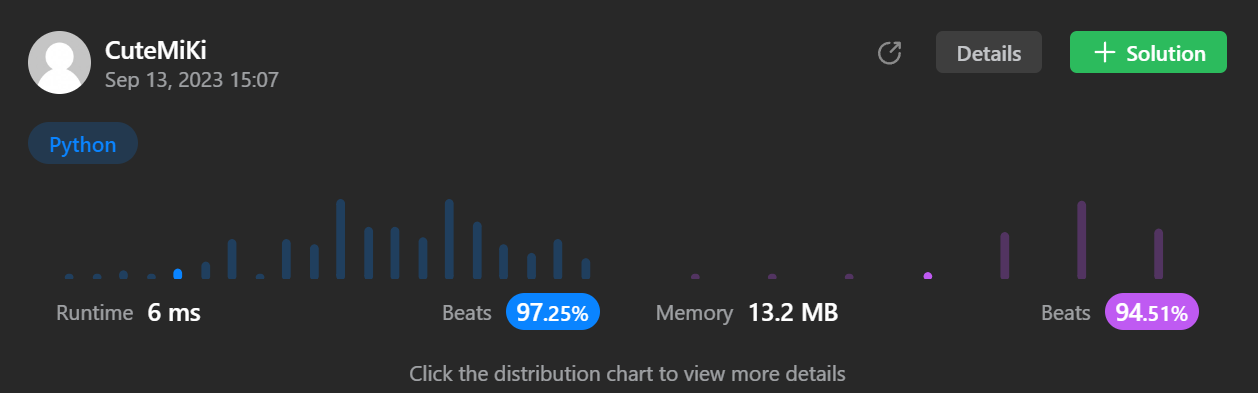 CuteMiKi
Sep 13, 2023 15:07
Details
+ Solution
Python
Runtime 6 ms
Beats 97.25%
Memory 13.2 MB
Beats 94.51%
Click the distribution chart to view more details